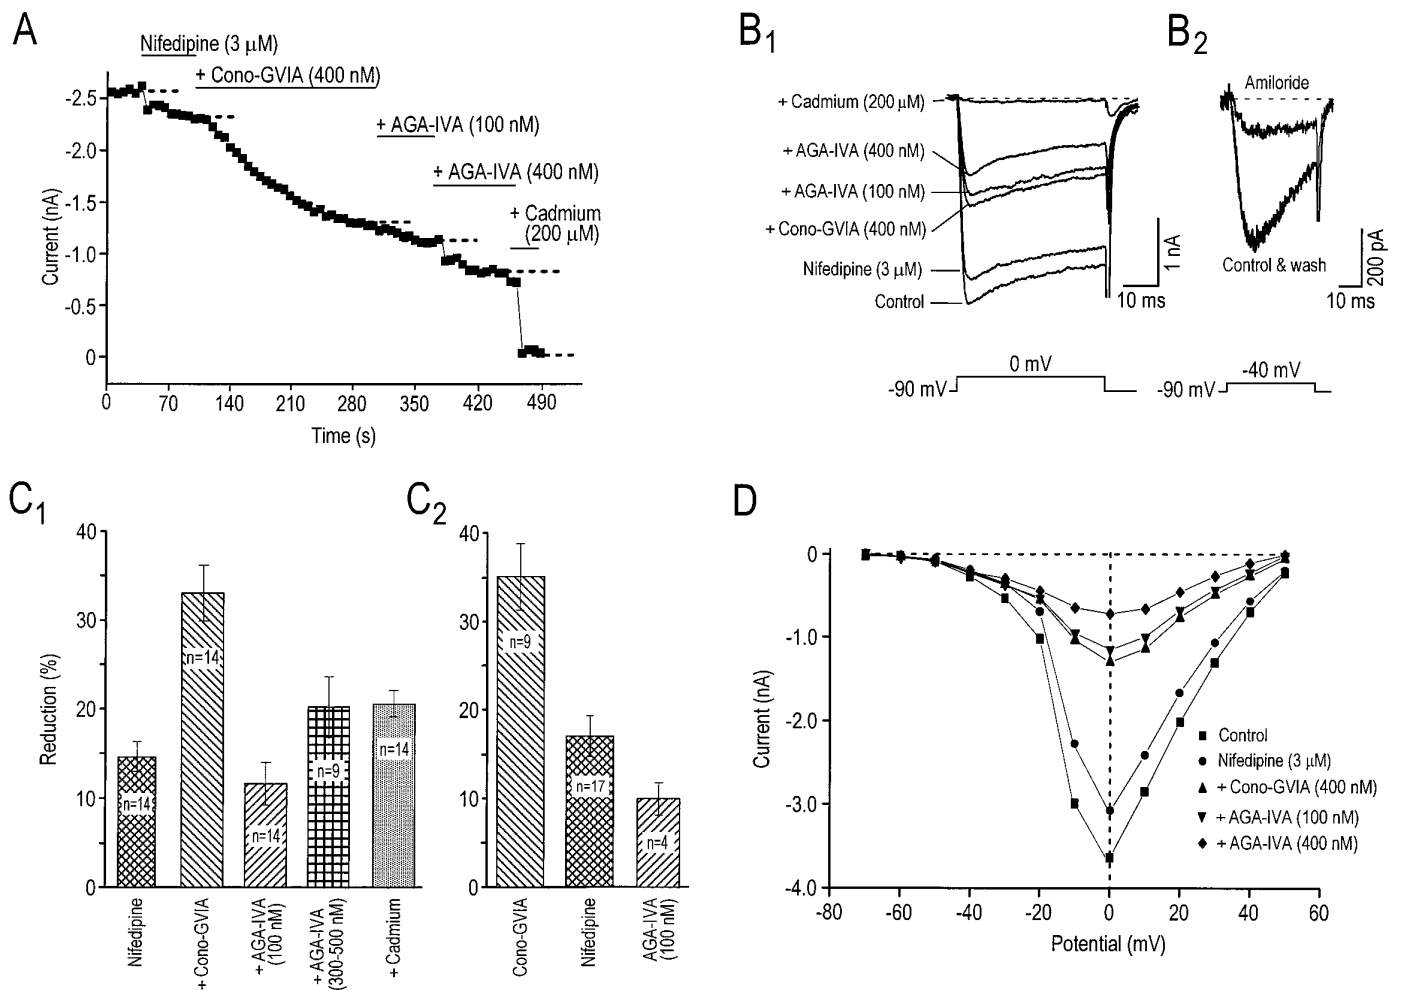 A
Nifedipine (3 µM)
+ Cono-GVIA (400 nM)
+ AGA-IVA (100 nM)
+ AGA-IVA (400 nM)
+ Cadmium
(200 µM)
Current (nA)
-2.5
-2.0
-1.5
-1.0
-0.5
0
0 70 140 210 280 350 420 490
Time (s)
B1
+ Cadmium (200 µM)
+ AGA-IVA (400 nM)
+ AGA-IVA (100 nM)
+ Cono-GVIA (400 nM)
Nifedipine (3 µM)
Control
1 nA
10 ms
0 mV
-90 mV
B2
Amiloride
Control & wash
200 pA
10 ms
-40 mV
-90 mV
C1
Reduction (%)
40
30
20
10
0
n=14
n=14
n=14
n=9
n=14
Nifedipine
+ Cono-GVIA
+ AGA-IVA
(100 nM)
+ AGA-IVA
(300-500 nM)
+ Cadmium
C2
40
30
20
10
0
n=9
n=17
n=4
Cono-GVIA
Nifedipine
AGA-IVA
(100 nM)
D
Current (nA)
0
-1.0
-2.0
-3.0
-4.0
Control
Nifedipine (3 µM)
+ Cono-GVIA (400 nM)
+ AGA-IVA (100 nM)
+ AGA-IVA (400 nM)
-80 -60 -40 -20 0 20 40 60
Potential (mV)